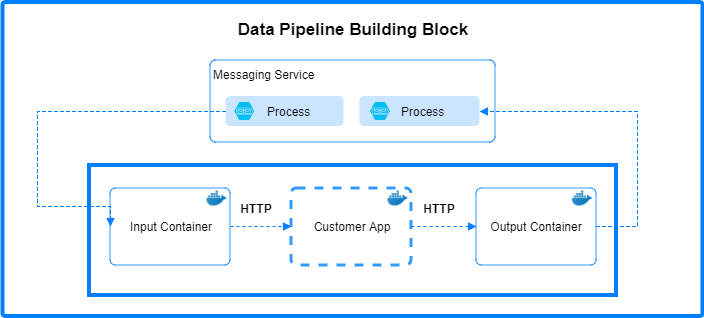 Data Pipeline Building Block
Messaging Service
Process
Process
Input Container
HTTP
Customer App
HTTP
Output Container